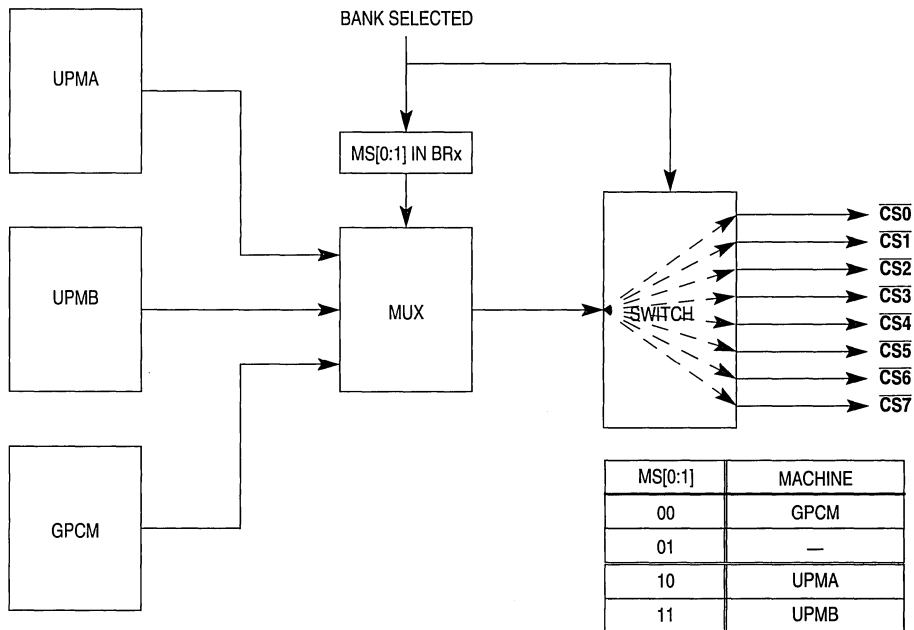 BANK SELECTED
UPMA
MS[0:1] IN BRx
UPMB
MUX
SWITCH
GPCM
CS0
CS1
CS2
CS3
CS4
CS5
CS6
CS7
MS[0:1] MACHINE
00 GPCM
01 —
10 UPMA
11 UPMB